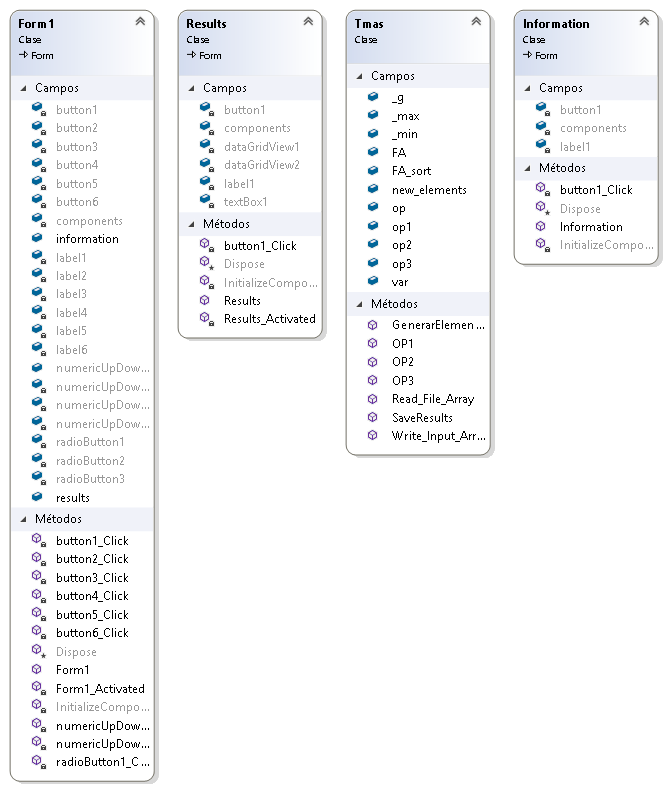 Form1
Clase
Form
Campos
button1
button2
button3
button4
button5
button6
components
information
label1
label2
label3
label4
label5
label6
numericUpDow...
numericUpDow...
numericUpDow...
numericUpDow...
radioButton1
radioButton2
radioButton3
results
Métodos
button1_Click
button2_Click
button3_Click
button4_Click
button5_Click
button6_Click
Dispose
Form1
Form1_Activated
InitializeCompo...
numericUpDow...
numericUpDow...
radioButton1_C...
Results
Clase
Form
Campos
button1
components
dataGridView1
dataGridView2
label1
textBox1
Métodos
button1_Click
Dispose
InitializeCompo...
Results
Results_Activated
Tmas
Clase
Campos
_g
_max
_min
FA
FA_sort
new_elements
op
op1
op2
op3
var
Métodos
GenerarElemen...
OP1
OP2
OP3
Read_File_Array
SaveResults
Write_Input_Arr...
Information
Clase
Form
Campos
button1
components
label1
Métodos
button1_Click
Dispose
Information
InitializeCompo...